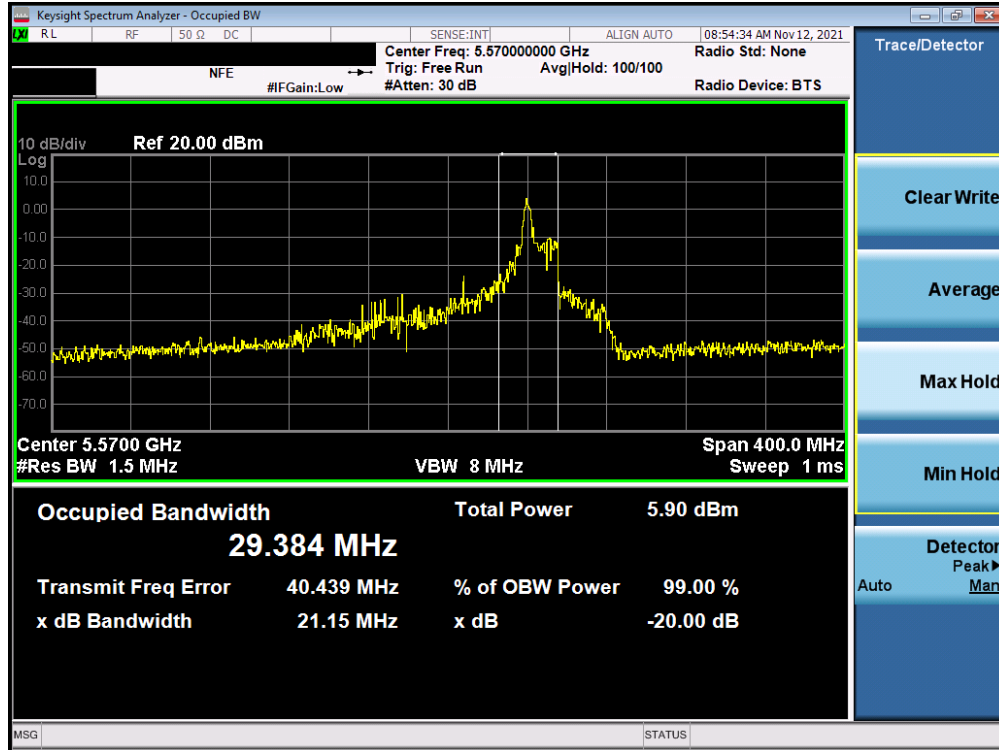 Keysight Spectrum Analyzer - Occupied BW
LXI RL RF 50 Ω DC SENSE:INT ALIGN AUTO 08:54:34 AM Nov 12, 2021
Center Freq: 5.570000000 GHz Radio Std: None
NFE Trig: Free Run Avg|Hold: 100/100
#IFGain:Low #Atten: 30 dB Radio Device: BTS
10 dB/div Ref 20.00 dBm
Log
10.0
0.00
-10.0
-20.0
-30.0
-40.0
-50.0
-60.0
-70.0
Center 5.5700 GHz Span 400.0 MHz
#Res BW 1.5 MHz VBW 8 MHz Sweep 1 ms
Occupied Bandwidth Total Power 5.90 dBm
29.384 MHz
Transmit Freq Error 40.439 MHz % of OBW Power 99.00 %
x dB Bandwidth 21.15 MHz x dB -20.00 dB
Trace/Detector
Clear Write
Average
Max Hold
Min Hold
Detector
Peak▶
Auto Man
MSG STATUS